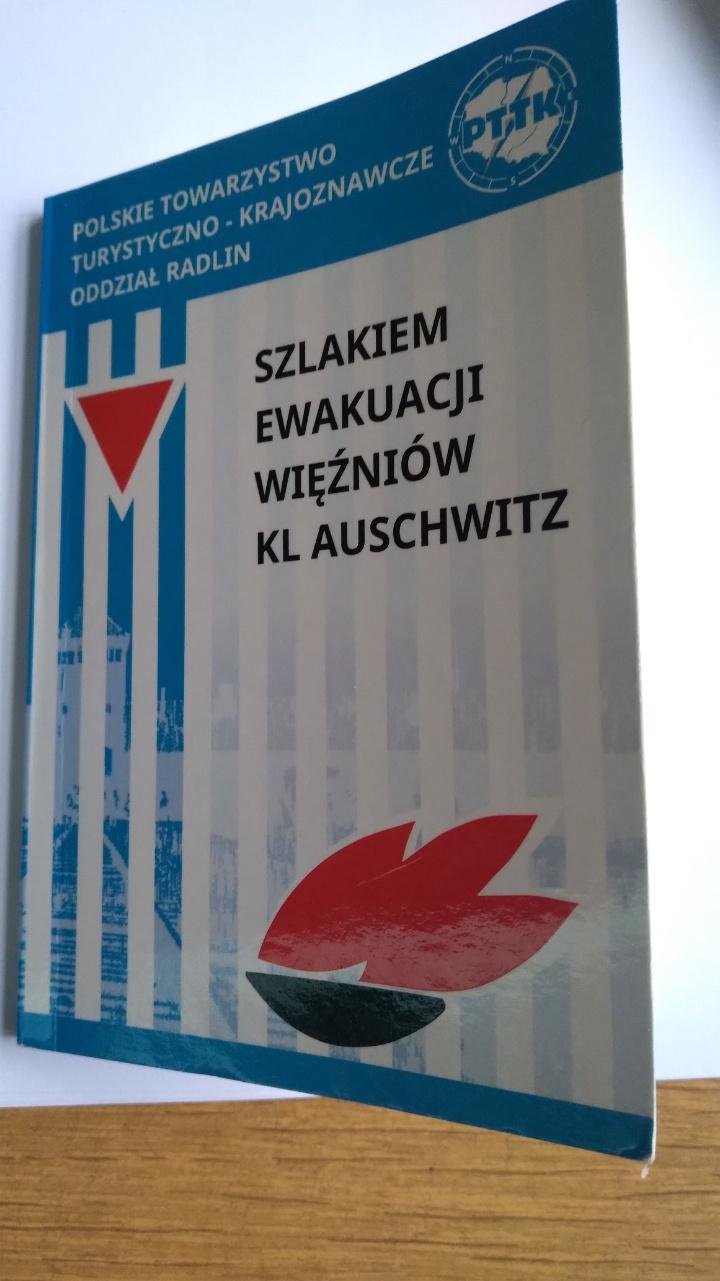 POLSKIE TOWARZYSTWO
TURYSTYCZNO - KRAJOZNAWCZE
ODDZIAŁ RADLIN
N
W
PTTK
S
SZLAKIEM
EWAKUACJI
WIĘŹNIÓW
KL AUSCHWITZ